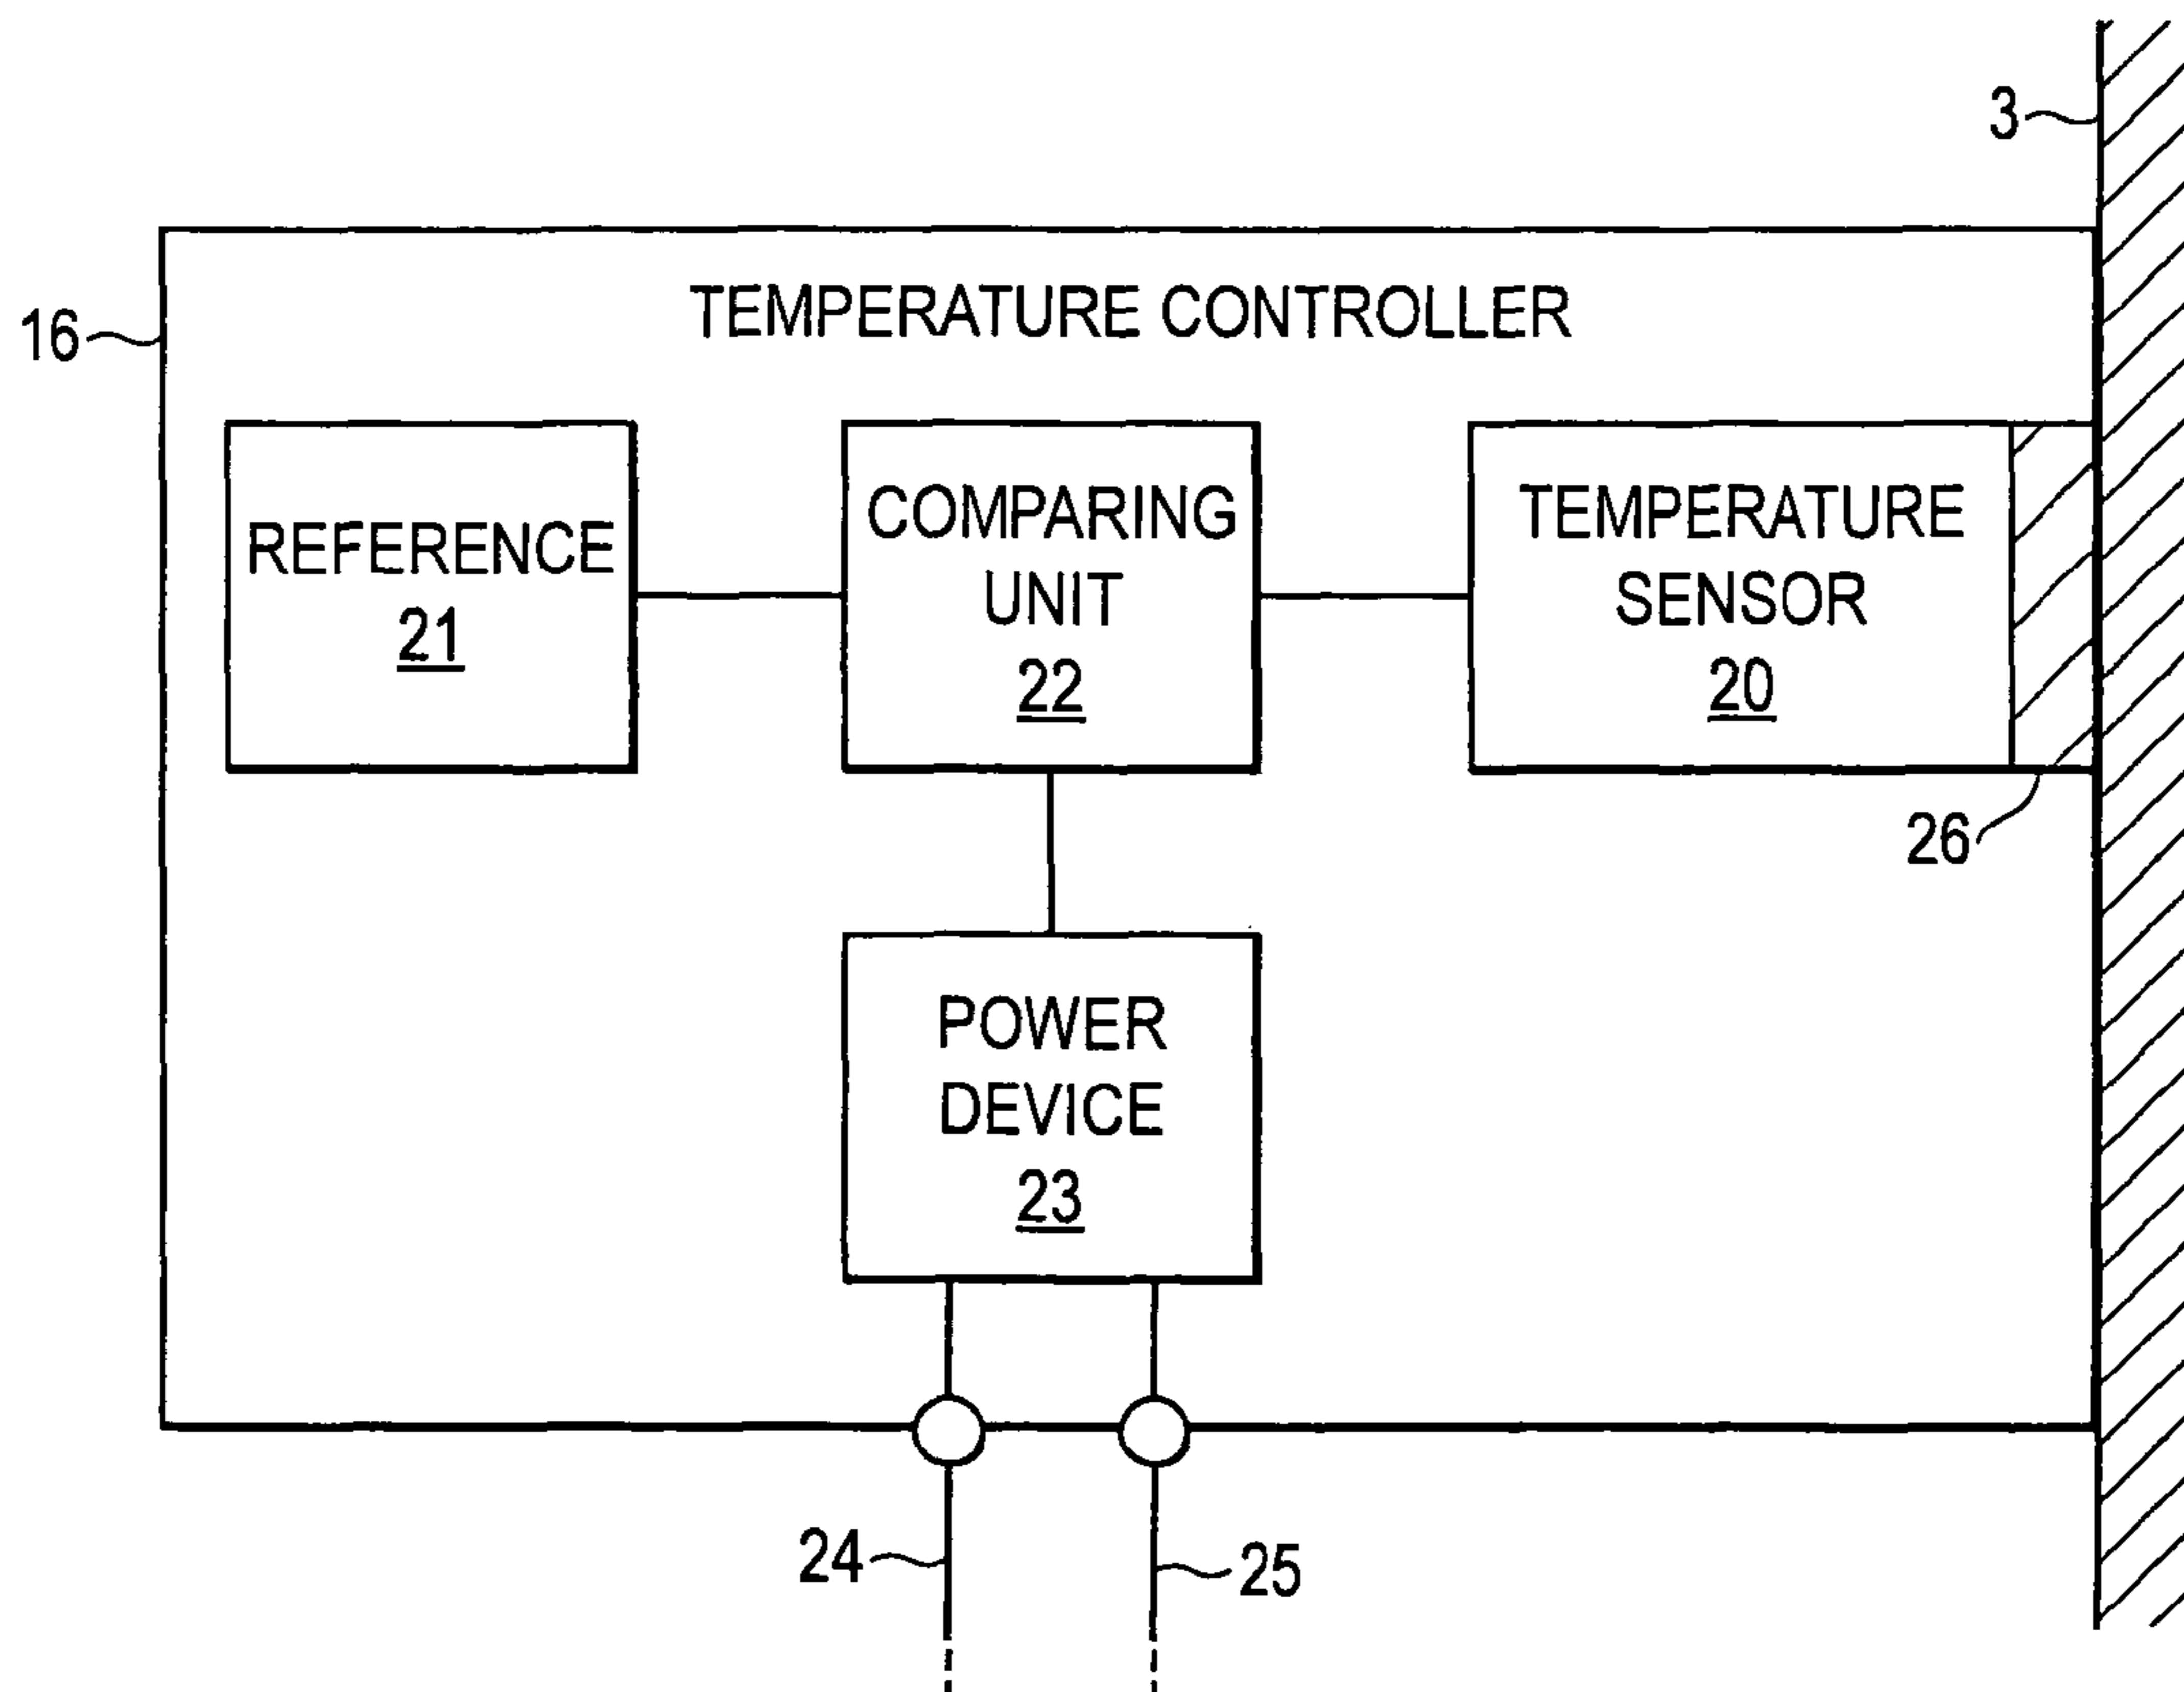 3
16
TEMPERATURE CONTROLLER
REFERENCE
21
COMPARING
UNIT
22
TEMPERATURE
SENSOR
20
26
POWER
DEVICE
23
24
25